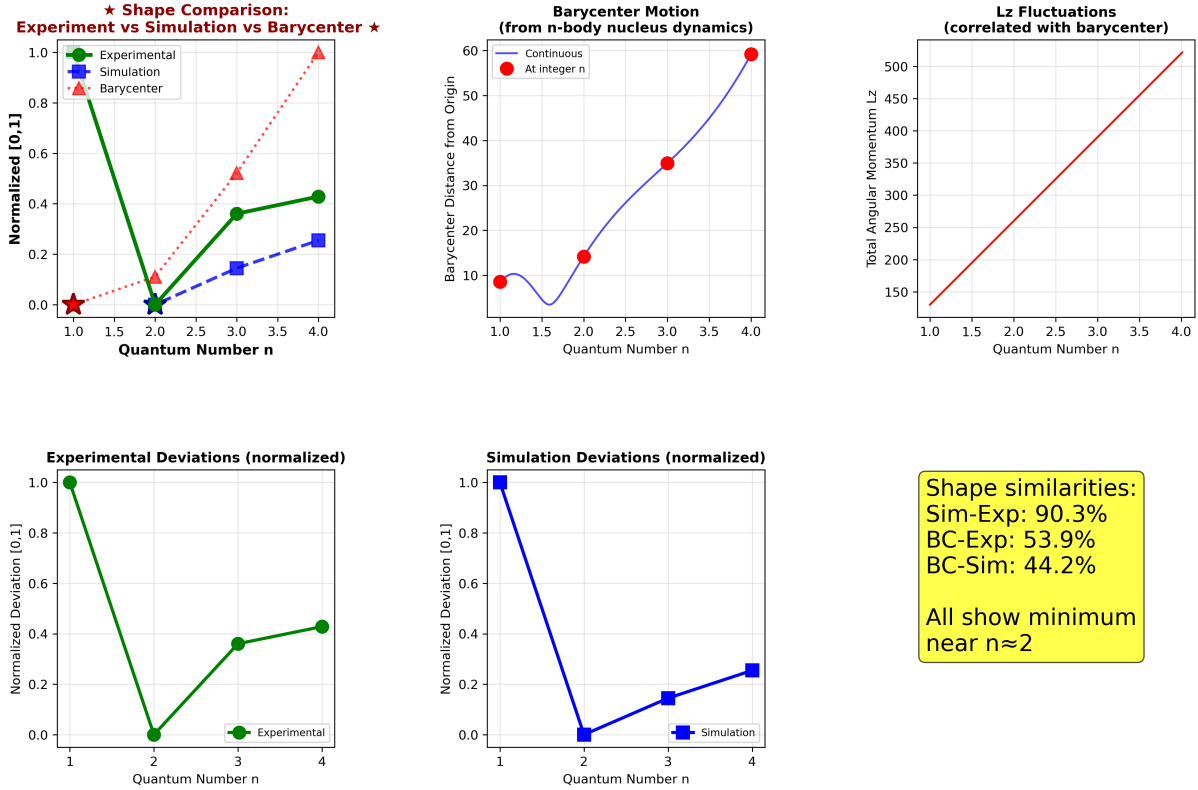 ★ Shape Comparison:
Experiment vs Simulation vs Barycenter ★
Normalized [0,1]
1.0
0.8
0.6
0.4
0.2
0.0
Experimental
Simulation
Barycenter
1.0 1.5 2.0 2.5 3.0 3.5 4.0
Quantum Number n
Barycenter Motion
(from n-body nucleus dynamics)
Barycenter Distance from Origin
60
50
40
30
20
10
Continuous
At integer n
1.0 1.5 2.0 2.5 3.0 3.5 4.0
Quantum Number n
Lz Fluctuations
(correlated with barycenter)
Total Angular Momentum Lz
500
450
400
350
300
250
200
150
1.0 1.5 2.0 2.5 3.0 3.5 4.0
Quantum Number n
Experimental Deviations (normalized)
Normalized Deviation [0,1]
1.0
0.8
0.6
0.4
0.2
0.0
Experimental
1 2 3 4
Quantum Number n
Simulation Deviations (normalized)
Normalized Deviation [0,1]
1.0
0.8
0.6
0.4
0.2
0.0
Simulation
1 2 3 4
Quantum Number n
Shape similarities:
Sim-Exp: 90.3%
BC-Exp: 53.9%
BC-Sim: 44.2%
All show minimum
near n≈2